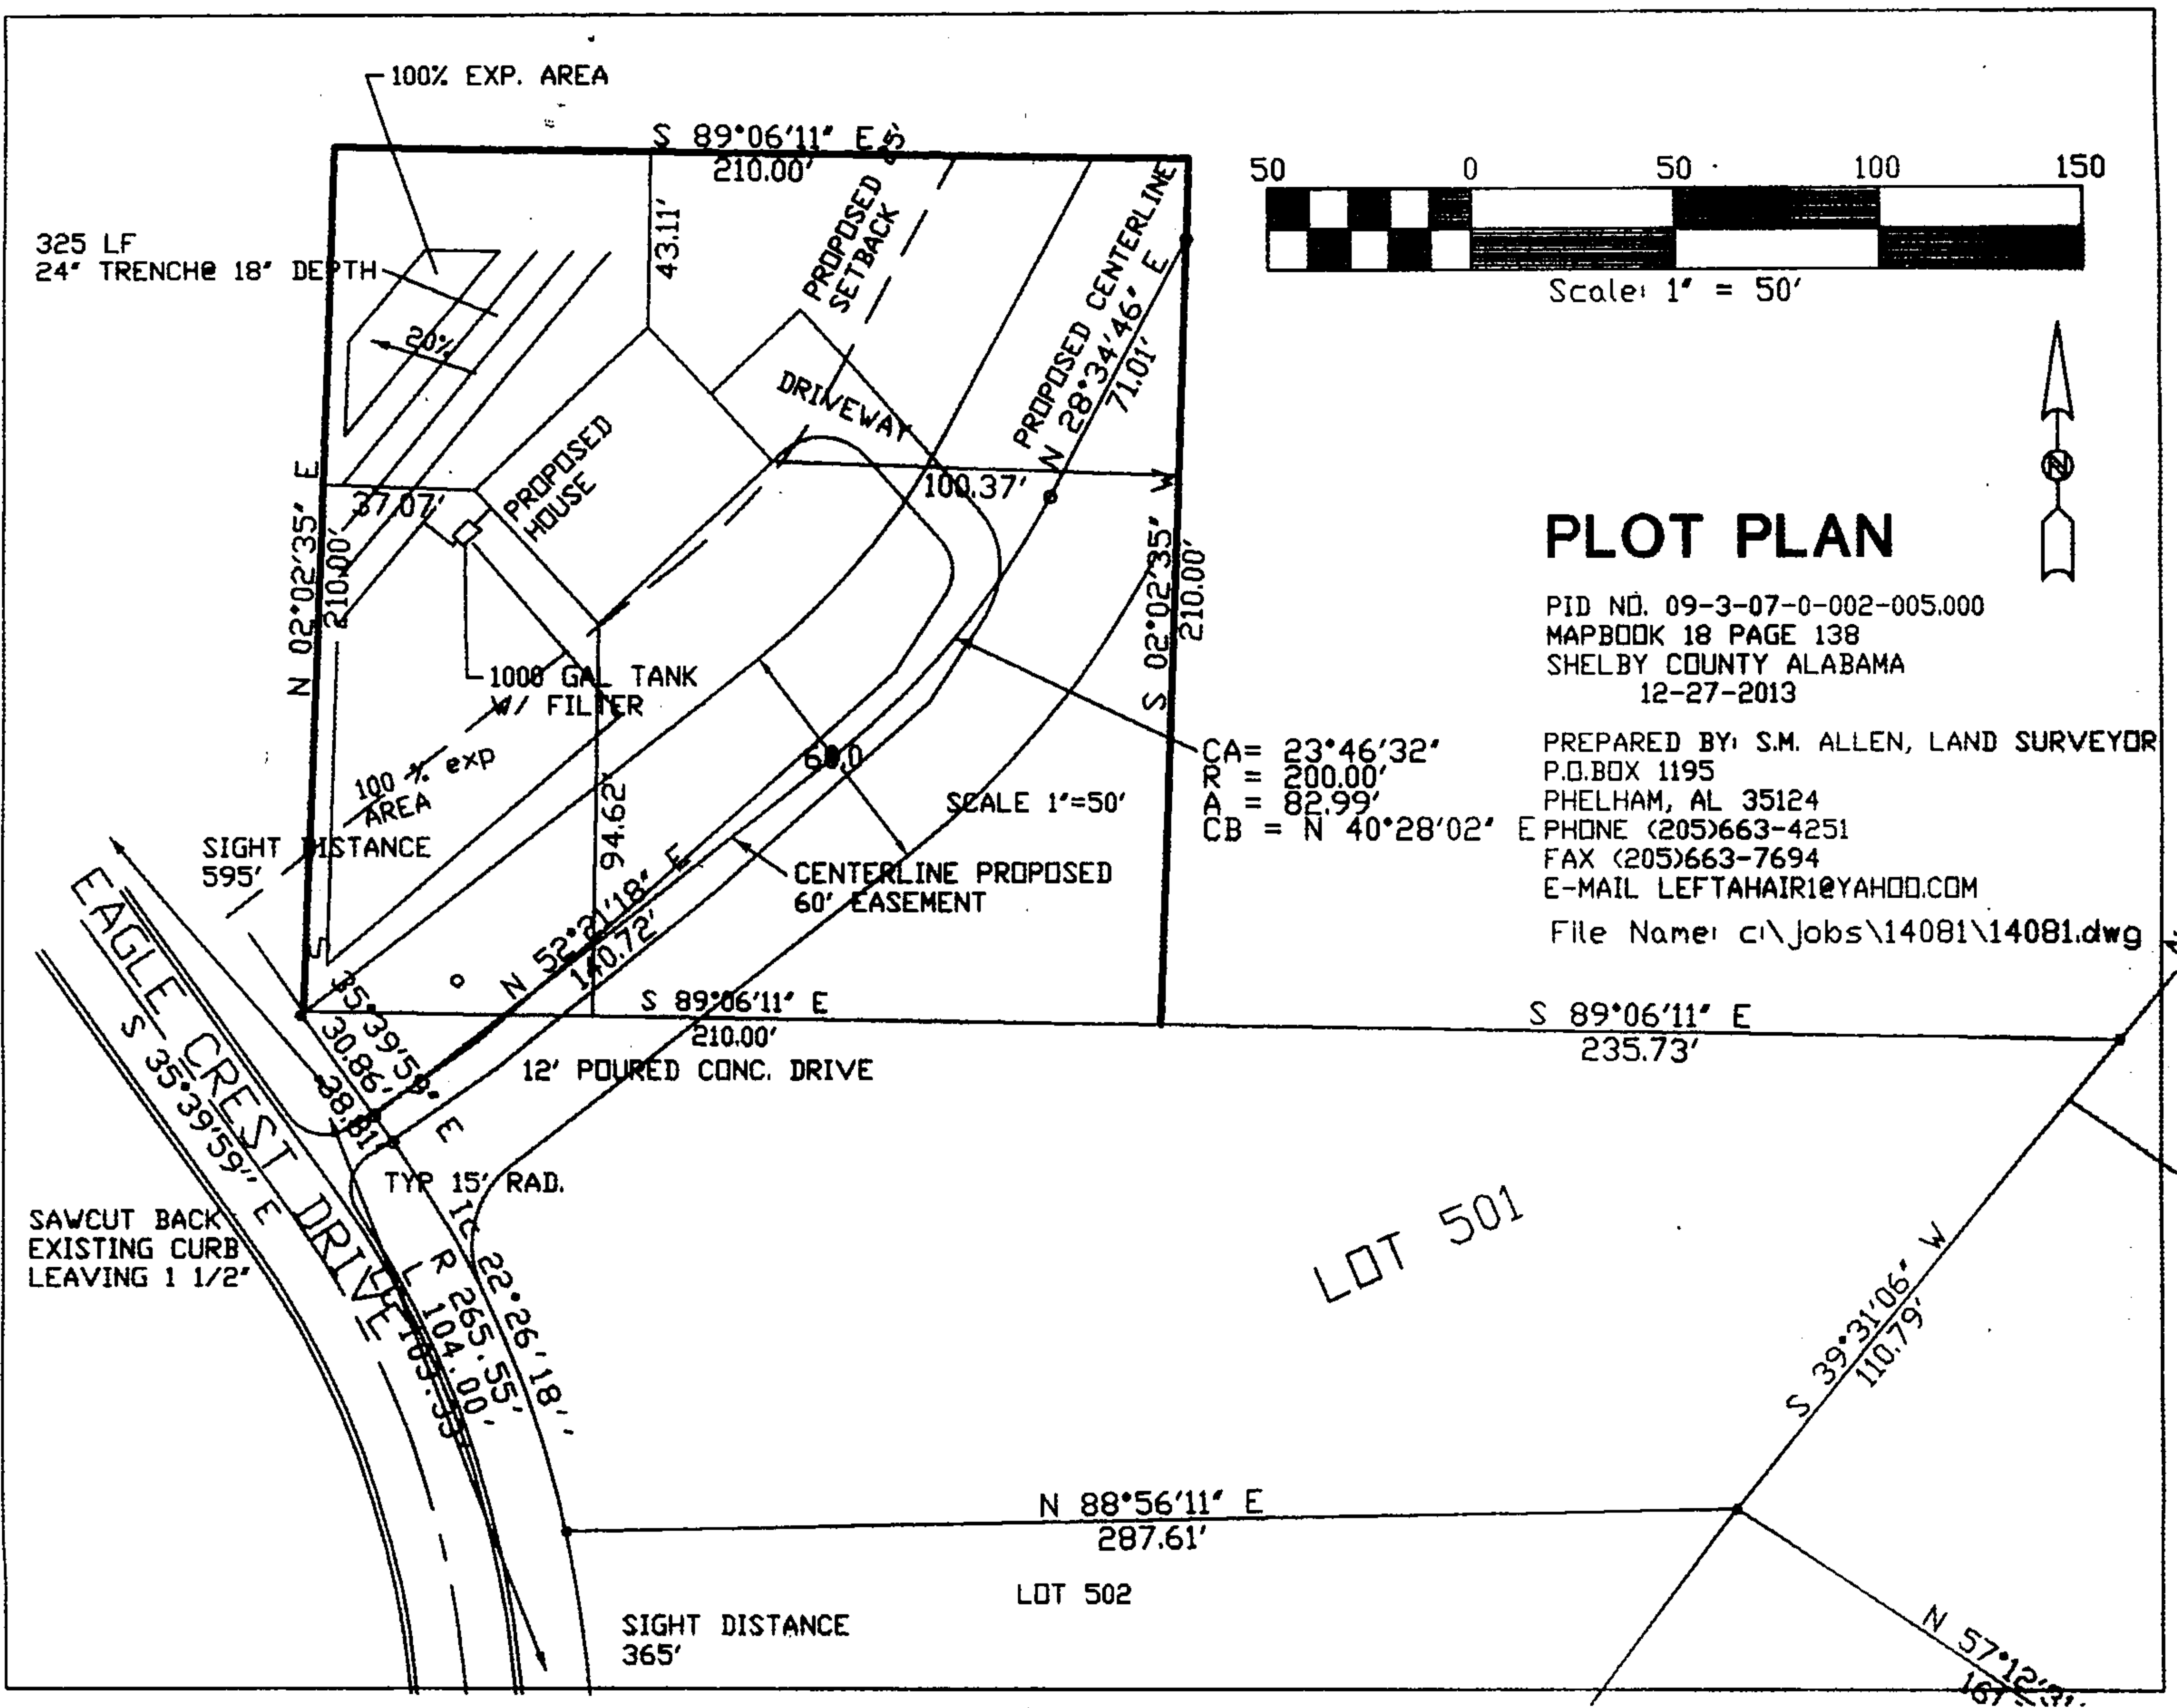 100% EXP. AREA
S 89°06'11" E
210.00'
325 LF
24" TRENCH@ 18" DEPTH
20%
43.11'
PROPOSED
SETBACK
PROPOSED CENTERLINE
N 28°34'46" E
71.01'
DRIVEWAY
PROPOSED
HOUSE
37.07'
100.37'
N 02°02'35" E
210.00'
S 02°02'35" W
210.00'
1000 GAL TANK
W/ FILTER
100 % exp
AREA
60.0
94.62'
SCALE 1"=50'
CENTERLINE PROPOSED
60' EASEMENT
N 52°21'18" E
140.72'
CA= 23°46'32"
R = 200.00'
A = 82.99'
CB = N 40°28'02" E
SIGHT DISTANCE
595'
S 35°39'59" E
30.86'
38.81'
S 89°06'11" E
210.00'
12' POURED CONC. DRIVE
S 89°06'11" E
235.73'
EAGLE CREST DRIVE
S 35°39'59" E
TYP 15' RAD.
SAWCUT BACK
EXISTING CURB
LEAVING 1 1/2"
22°26'18"
R 265.55'
L 104.00'
LOT 501
S 39°31'06" W
110.79'
N 88°56'11" E
287.61'
LOT 502
SIGHT DISTANCE
365'
50 0 50 100 150
Scale: 1" = 50'
N
PLOT PLAN
PID NO. 09-3-07-0-002-005.000
MAPBOOK 18 PAGE 138
SHELBY COUNTY ALABAMA
12-27-2013
PREPARED BY: S.M. ALLEN, LAND SURVEYOR
P.O.BOX 1195
PHELHAM, AL 35124
PHONE (205)663-4251
FAX (205)663-7694
E-MAIL LEFTAHAIR1@YAHOO.COM
File Name: c:\jobs\14081\14081.dwg
N 57°12'